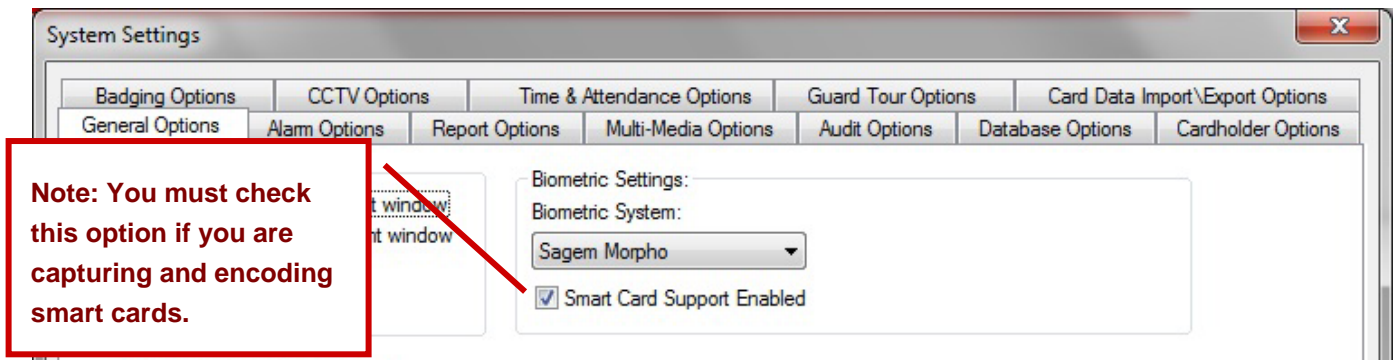 System Settings
Badging Options CCTV Options Time & Attendance Options Guard Tour Options Card Data Import\Export Options
General Options Alarm Options Report Options Multi-Media Options Audit Options Database Options Cardholder Options
Note: You must check
this option if you are
capturing and encoding
smart cards.
window
window
Biometric Settings:
Biometric System:
Sagem Morpho
Smart Card Support Enabled